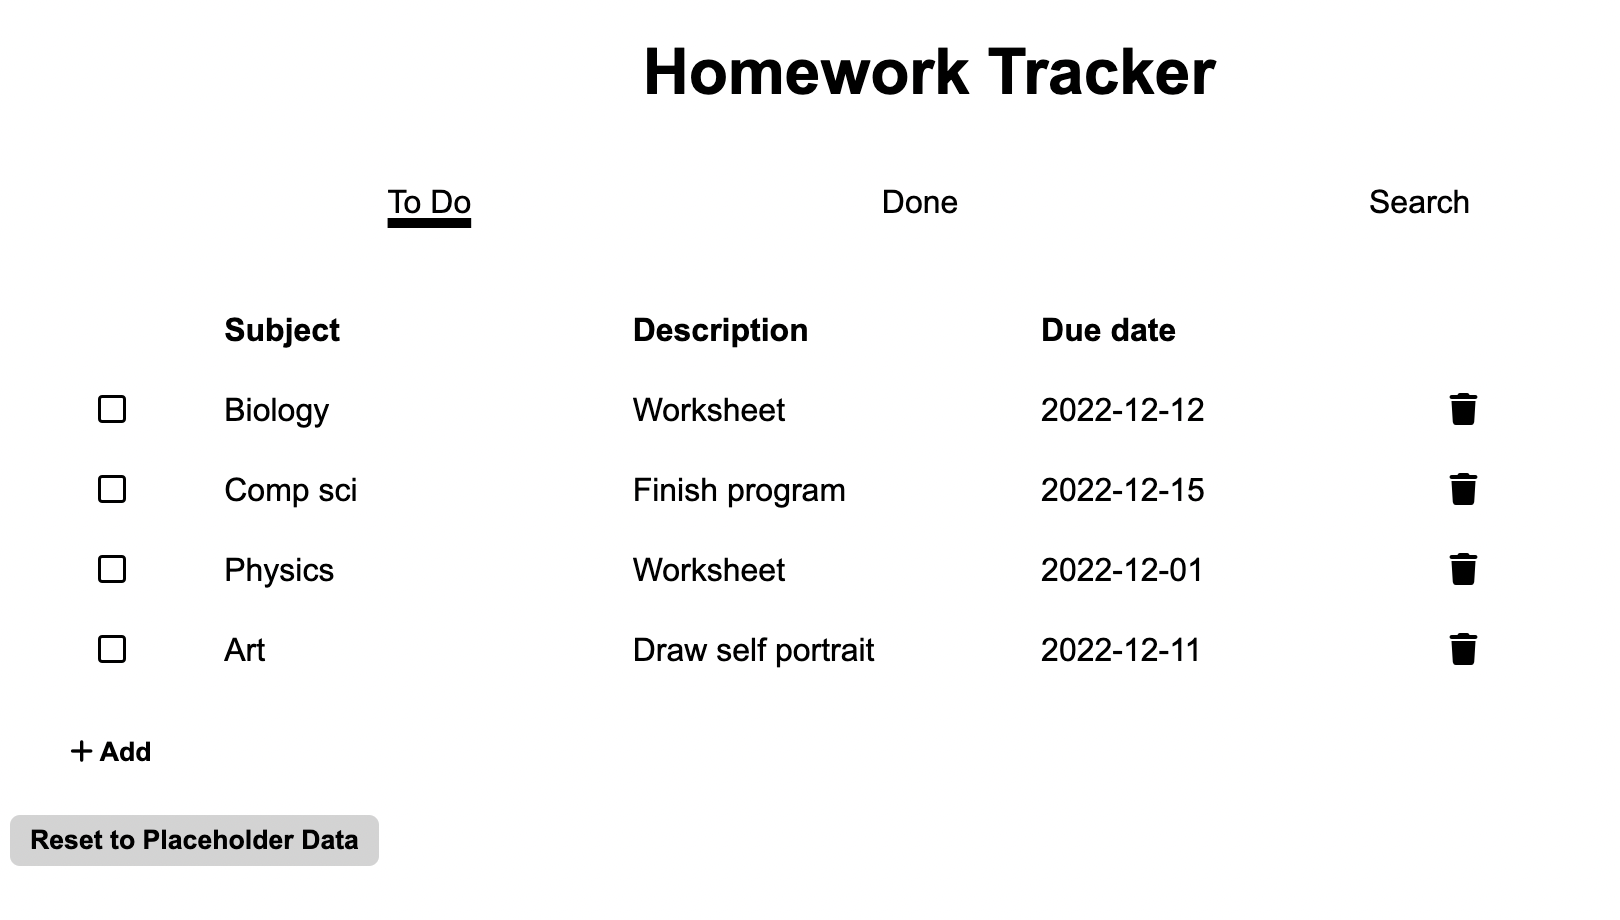 Homework Tracker
To Do Done Search
Subject Description Due date
Biology Worksheet 2022-12-12
Comp sci Finish program 2022-12-15
Physics Worksheet 2022-12-01
Art Draw self portrait 2022-12-11
+ Add
Reset to Placeholder Data